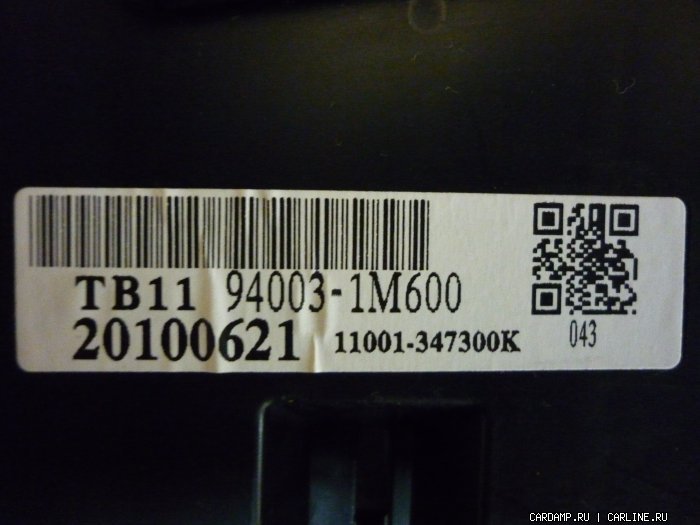 TB11 94003-1M600
20100621 11001-347300K
043
CARDAMP.RU | CARLINE.RU